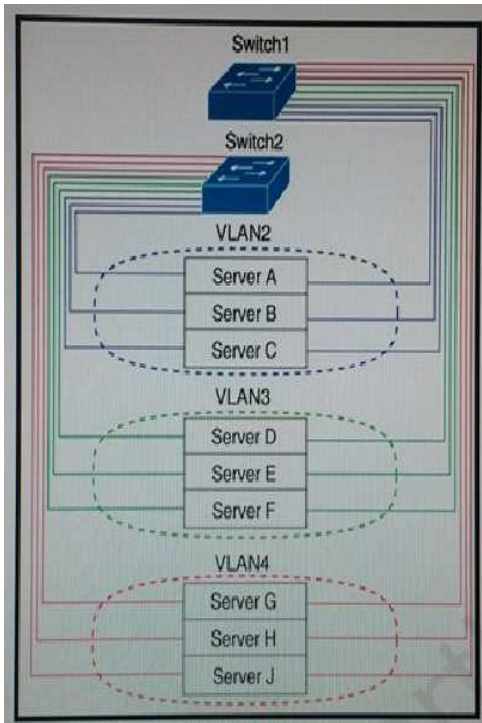 Switch1
Switch2
VLAN2
Server A
Server B
Server C
VLAN3
Server D
Server E
Server F
VLAN4
Server G
Server H
Server J